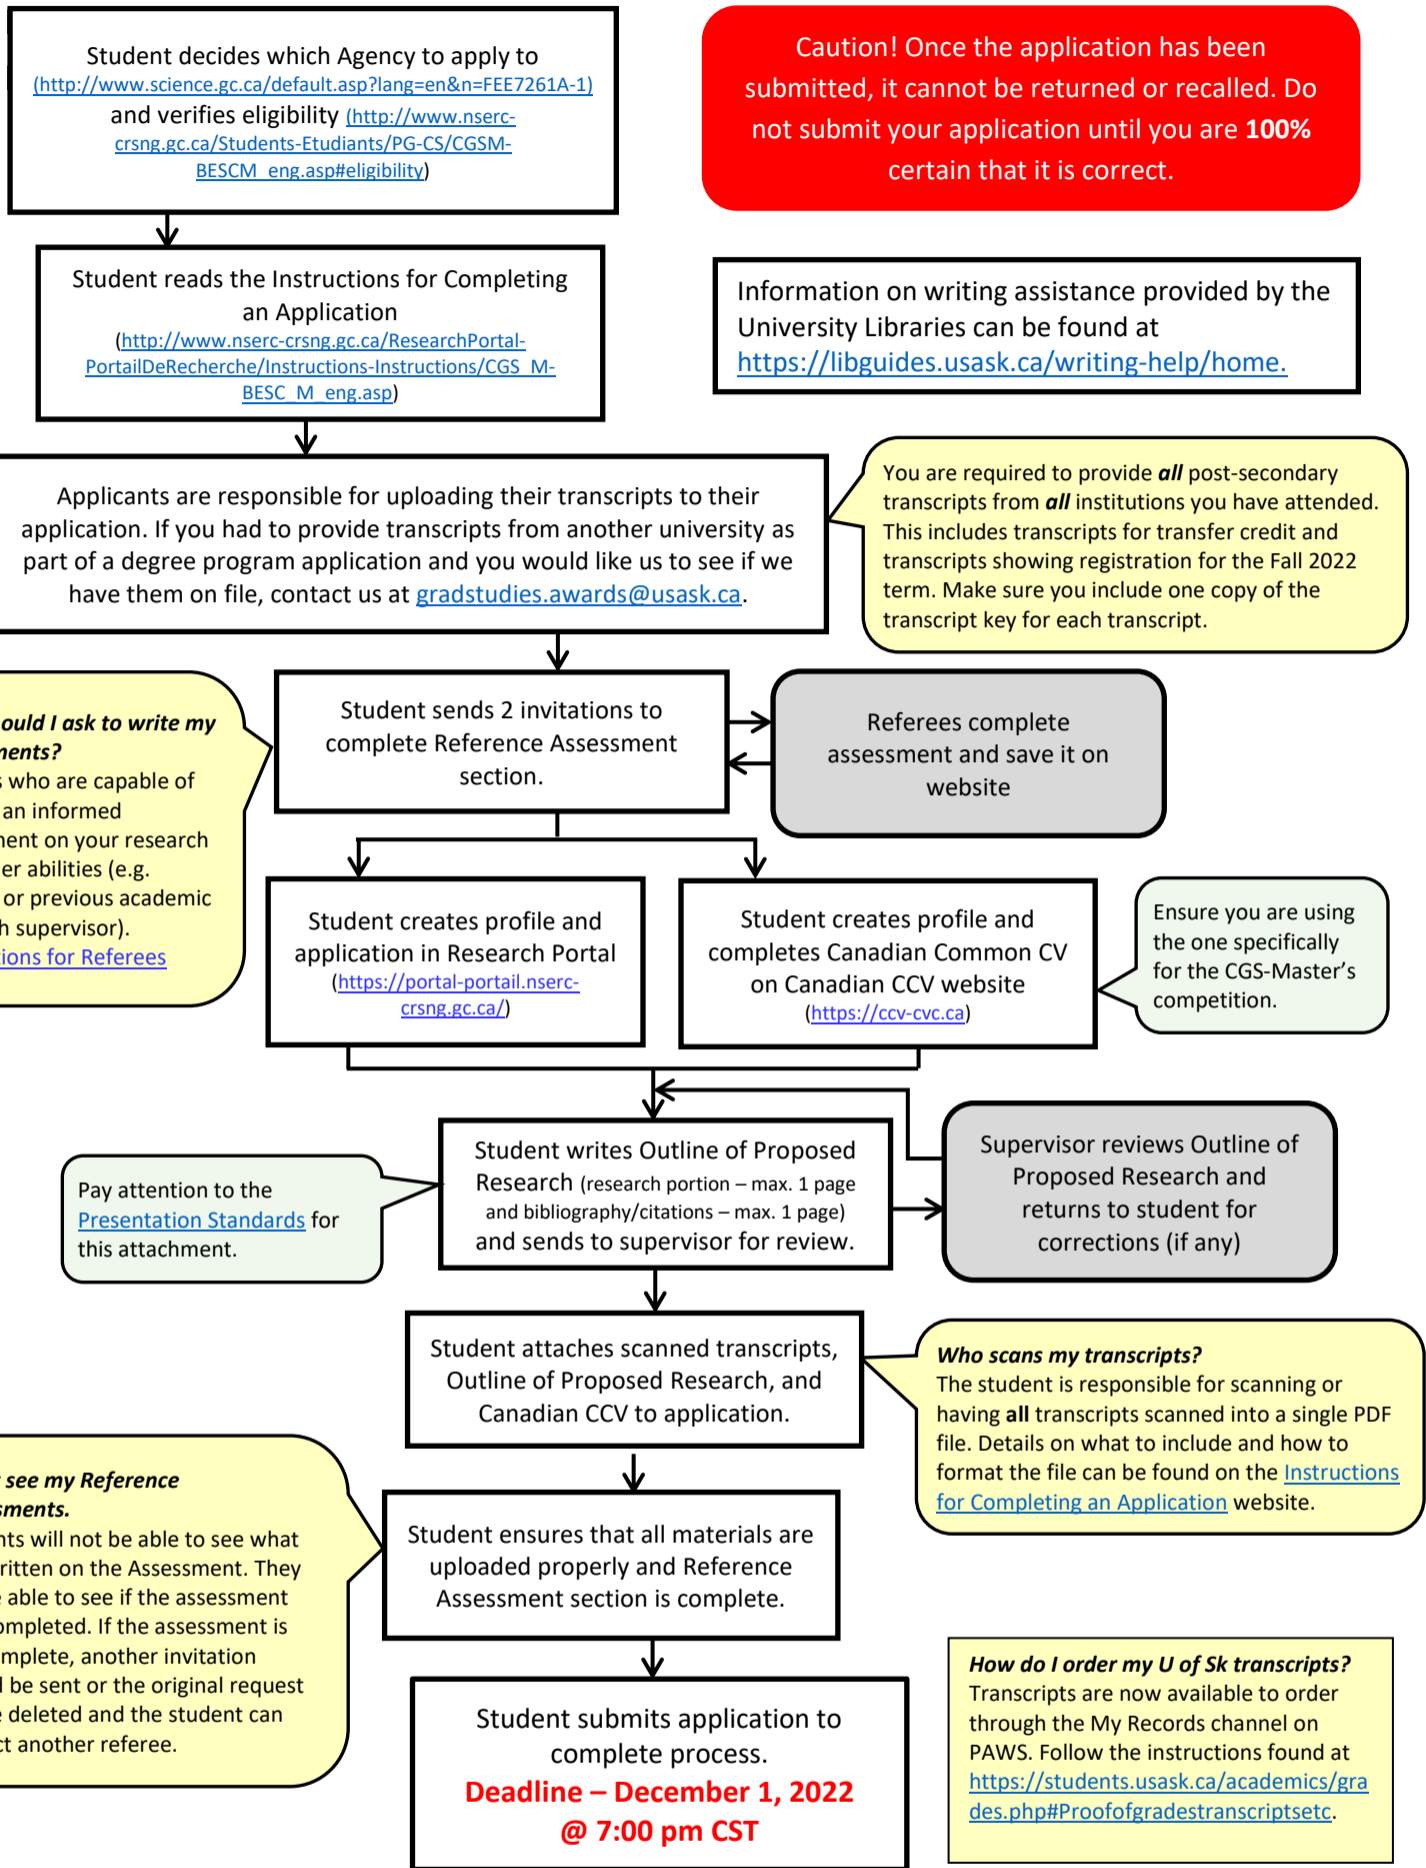 Student decides which Agency to apply to
(http://www.science.gc.ca/default.asp?lang=en&n=FEE7261A-1)
and verifies eligibility (http://www.nserc-
crsng.gc.ca/Students-Etudiants/PG-CS/CGSM-
BESCM_eng.asp#eligibility)
Caution! Once the application has been
submitted, it cannot be returned or recalled. Do
not submit your application until you are 100%
certain that it is correct.
Student reads the Instructions for Completing
an Application
(http://www.nserc-crsng.gc.ca/ResearchPortal-
PortailDeRecherche/Instructions-Instructions/CGS_M-
BESC_M_eng.asp)
Information on writing assistance provided by the
University Libraries can be found at
https://libguides.usask.ca/writing-help/home.
Applicants are responsible for uploading their transcripts to their
application. If you had to provide transcripts from another university as
part of a degree program application and you would like us to see if we
have them on file, contact us at gradstudies.awards@usask.ca.
You are required to provide all post-secondary
transcripts from all institutions you have attended.
This includes transcripts for transfer credit and
transcripts showing registration for the Fall 2022
term. Make sure you include one copy of the
transcript key for each transcript.
ould I ask to write my
ments?
s who are capable of
an informed
ment on your research
er abilities (e.g.
or previous academic
h supervisor).
tions for Referees
Student sends 2 invitations to
complete Reference Assessment
section.
Referees complete
assessment and save it on
website
Student creates profile and
application in Research Portal
(https://portal-portail.nserc-
crsng.gc.ca/)
Student creates profile and
completes Canadian Common CV
on Canadian CCV website
(https://ccv-cvc.ca)
Ensure you are using
the one specifically
for the CGS-Master's
competition.
Pay attention to the
Presentation Standards for
this attachment.
Student writes Outline of Proposed
Research (research portion – max. 1 page
and bibliography/citations – max. 1 page)
and sends to supervisor for review.
Supervisor reviews Outline of
Proposed Research and
returns to student for
corrections (if any)
Student attaches scanned transcripts,
Outline of Proposed Research, and
Canadian CCV to application.
Who scans my transcripts?
The student is responsible for scanning or
having all transcripts scanned into a single PDF
file. Details on what to include and how to
format the file can be found on the Instructions
for Completing an Application website.
see my Reference
sments.
nts will not be able to see what
ritten on the Assessment. They
able to see if the assessment
ompleted. If the assessment is
mplete, another invitation
d be sent or the original request
e deleted and the student can
ct another referee.
Student ensures that all materials are
uploaded properly and Reference
Assessment section is complete.
Student submits application to
complete process.
Deadline – December 1, 2022
@ 7:00 pm CST
How do I order my U of Sk transcripts?
Transcripts are now available to order
through the My Records channel on
PAWS. Follow the instructions found at
https://students.usask.ca/academics/gra
des.php#Proofofgradestranscriptsetc.